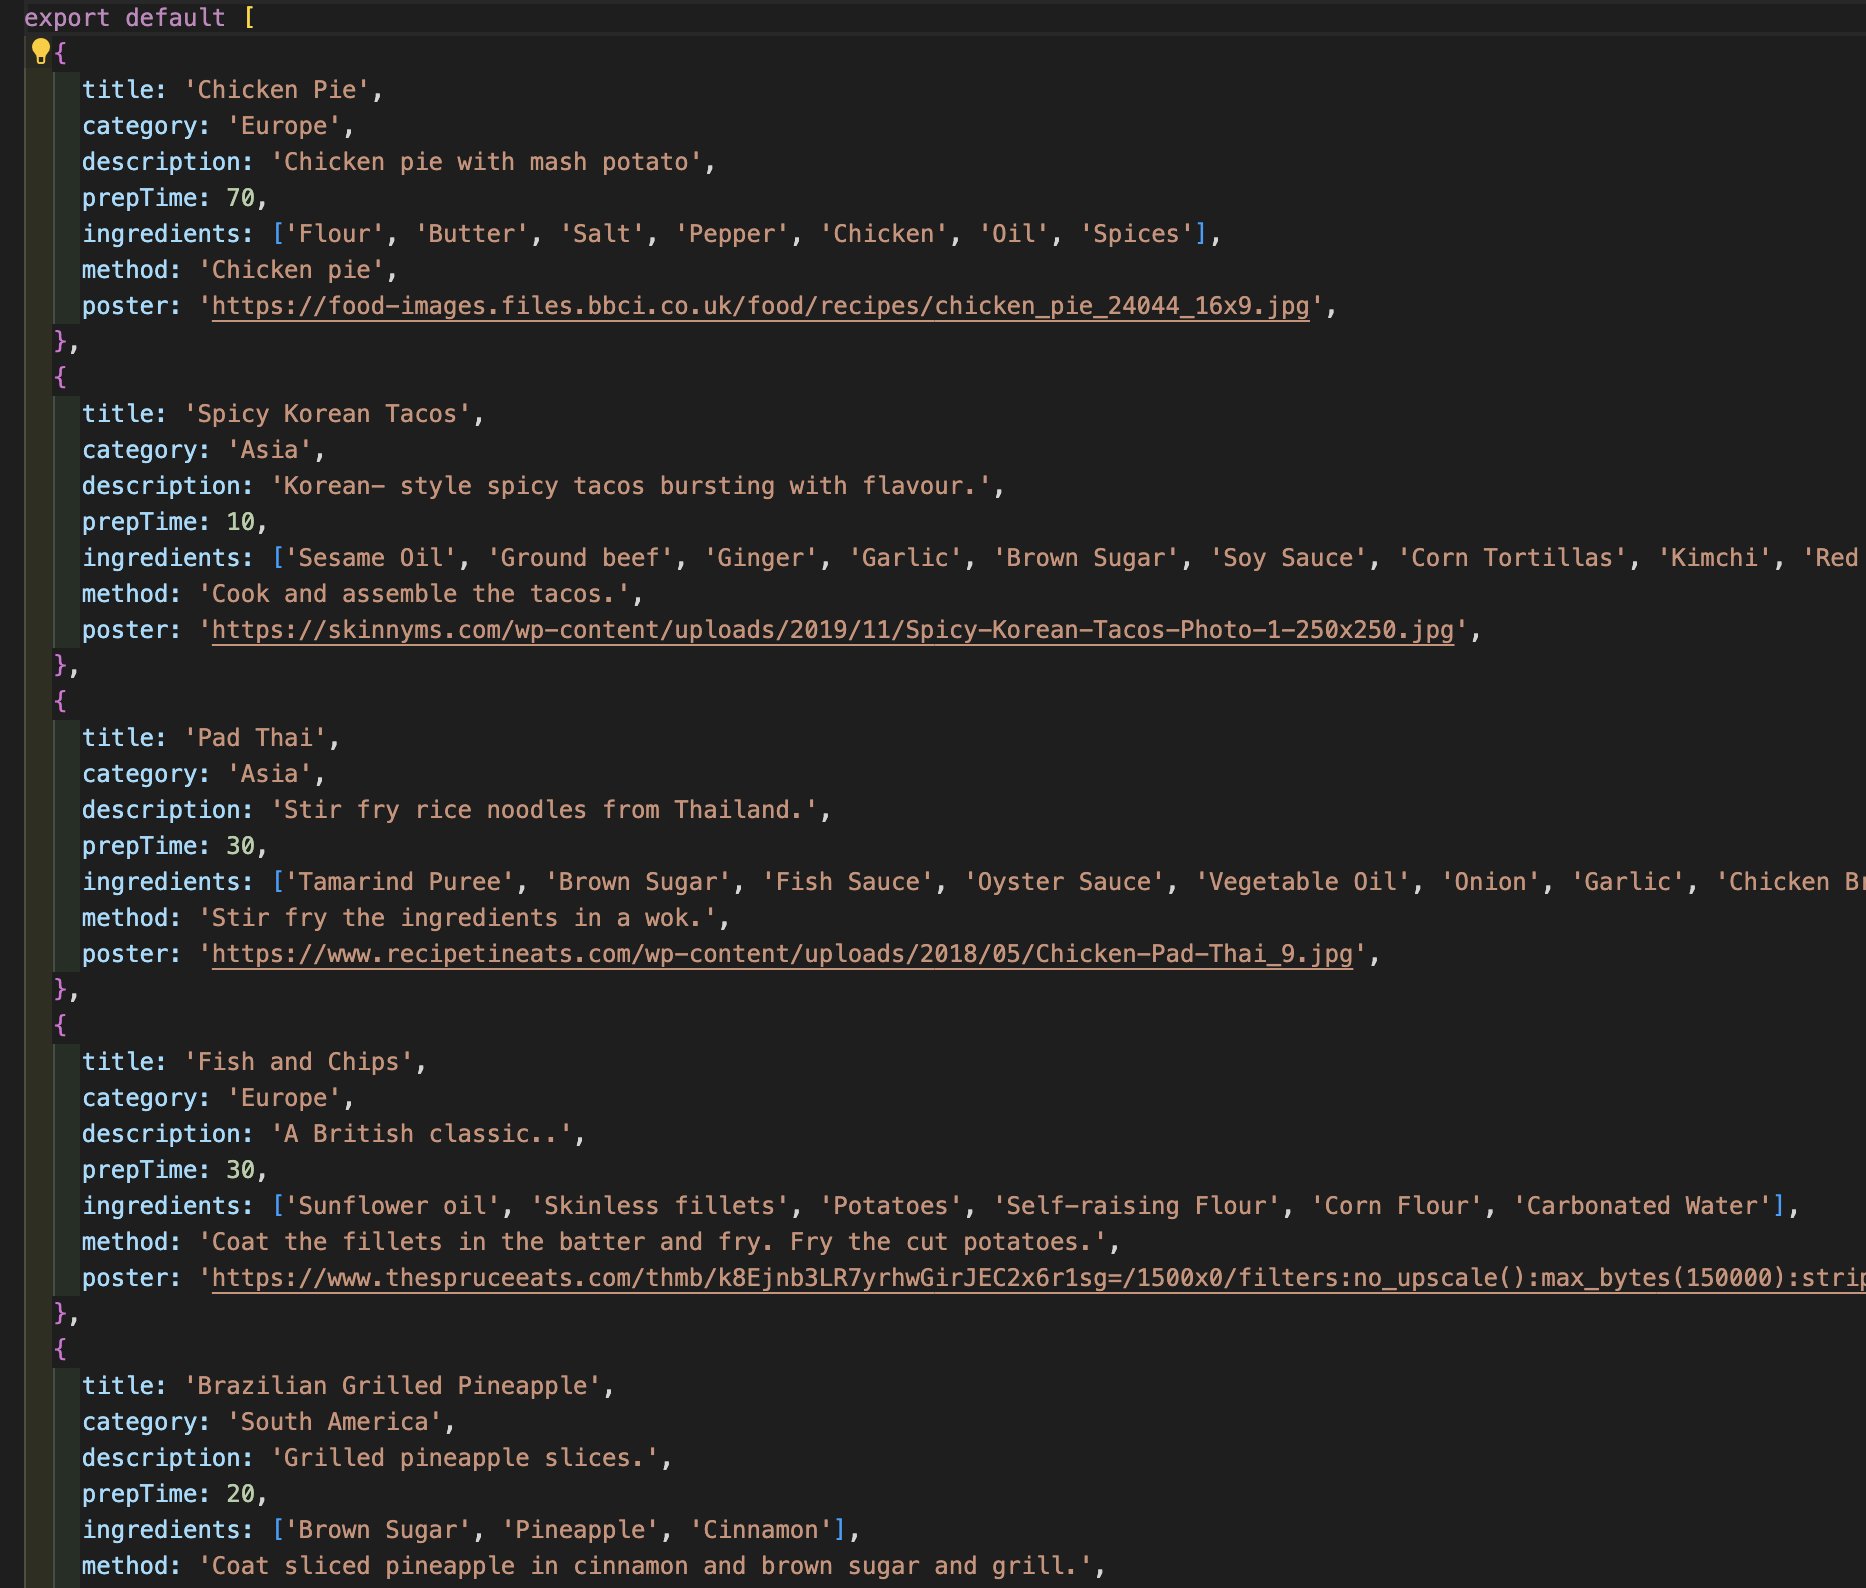 export default [
{
title: 'Chicken Pie',
category: 'Europe',
description: 'Chicken pie with mash potato',
prepTime: 70,
ingredients: ['Flour', 'Butter', 'Salt', 'Pepper', 'Chicken', 'Oil', 'Spices'],
method: 'Chicken pie',
poster: 'https://food-images.files.bbci.co.uk/food/recipes/chicken_pie_24044_16x9.jpg',
},
{
title: 'Spicy Korean Tacos',
category: 'Asia',
description: 'Korean- style spicy tacos bursting with flavour.',
prepTime: 10,
ingredients: ['Sesame Oil', 'Ground beef', 'Ginger', 'Garlic', 'Brown Sugar', 'Soy Sauce', 'Corn Tortillas', 'Kimchi', 'Red
method: 'Cook and assemble the tacos.',
poster: 'https://skinnyms.com/wp-content/uploads/2019/11/Spicy-Korean-Tacos-Photo-1-250x250.jpg',
},
{
title: 'Pad Thai',
category: 'Asia',
description: 'Stir fry rice noodles from Thailand.',
prepTime: 30,
ingredients: ['Tamarind Puree', 'Brown Sugar', 'Fish Sauce', 'Oyster Sauce', 'Vegetable Oil', 'Onion', 'Garlic', 'Chicken Br
method: 'Stir fry the ingredients in a wok.',
poster: 'https://www.recipetineats.com/wp-content/uploads/2018/05/Chicken-Pad-Thai_9.jpg',
},
{
title: 'Fish and Chips',
category: 'Europe',
description: 'A British classic..',
prepTime: 30,
ingredients: ['Sunflower oil', 'Skinless fillets', 'Potatoes', 'Self-raising Flour', 'Corn Flour', 'Carbonated Water'],
method: 'Coat the fillets in the batter and fry. Fry the cut potatoes.',
poster: 'https://www.thespruceeats.com/thmb/k8Ejnb3LR7yrhwGirJEC2x6r1sg=/1500x0/filters:no_upscale():max_bytes(150000):strip
},
{
title: 'Brazilian Grilled Pineapple',
category: 'South America',
description: 'Grilled pineapple slices.',
prepTime: 20,
ingredients: ['Brown Sugar', 'Pineapple', 'Cinnamon'],
method: 'Coat sliced pineapple in cinnamon and brown sugar and grill.',